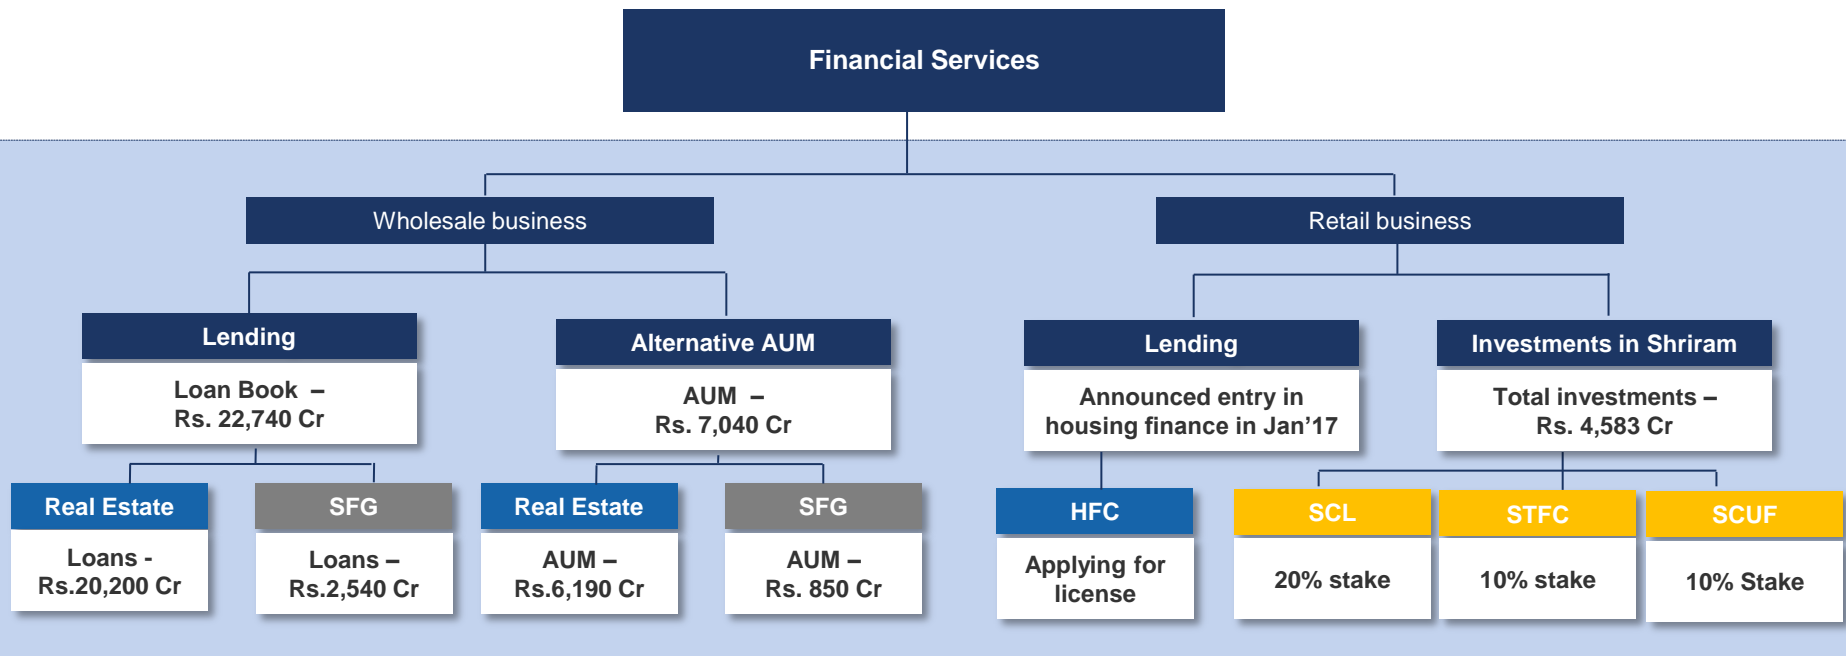 Financial Services
Wholesale business
Retail business
Lending
Loan Book –
Rs. 22,740 Cr
Alternative AUM
AUM –
Rs. 7,040 Cr
Lending
Announced entry in
housing finance in Jan’17
Investments in Shriram
Total investments –
Rs. 4,583 Cr
Real Estate
Loans -
Rs.20,200 Cr
SFG
Loans –
Rs.2,540 Cr
Real Estate
AUM –
Rs.6,190 Cr
SFG
AUM –
Rs. 850 Cr
HFC
Applying for
license
SCL
20% stake
STFC
10% stake
SCUF
10% Stake